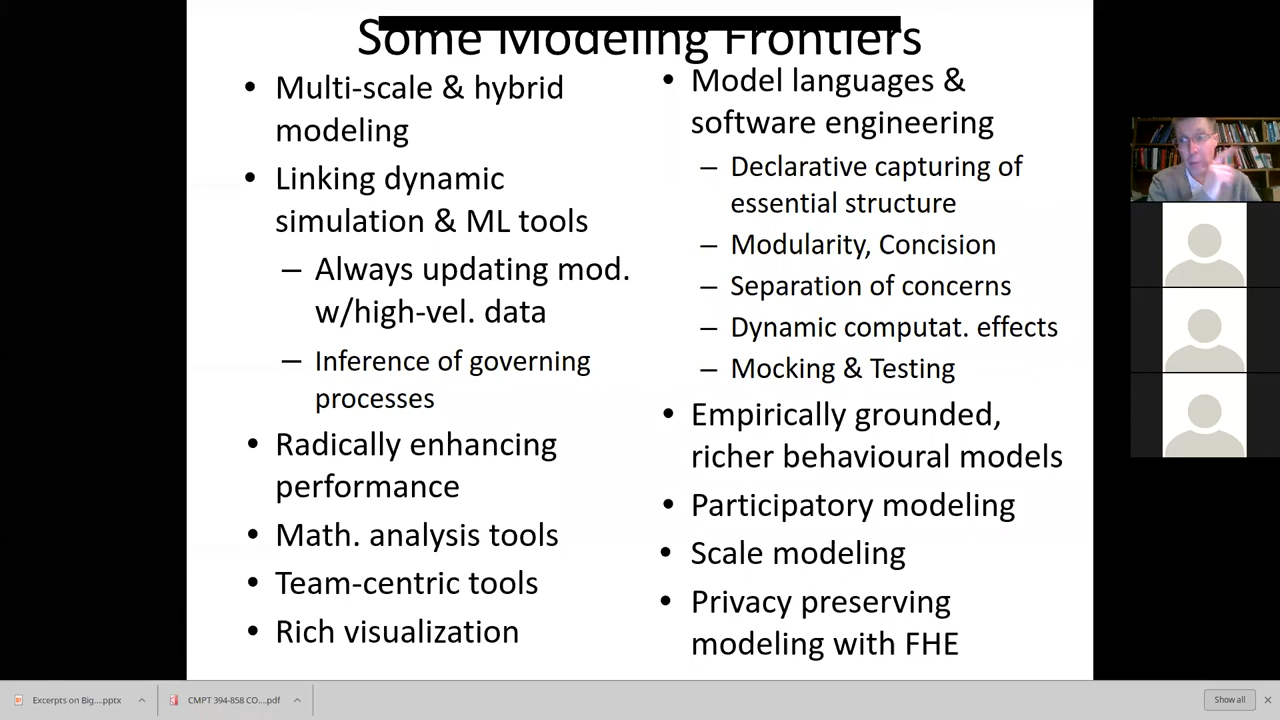 Some Modeling Frontiers
• Multi-scale & hybrid
modeling
• Linking dynamic
simulation & ML tools
– Always updating mod.
w/high-vel. data
– Inference of governing
processes
• Radically enhancing
performance
• Math. analysis tools
• Team-centric tools
• Rich visualization
• Model languages &
software engineering
– Declarative capturing of
essential structure
– Modularity, Concision
– Separation of concerns
– Dynamic computat. effects
– Mocking & Testing
• Empirically grounded,
richer behavioural models
• Participatory modeling
• Scale modeling
• Privacy preserving
modeling with FHE
Excerpts on Big....pptx
CMPT 394-858 CO....pdf
Show all